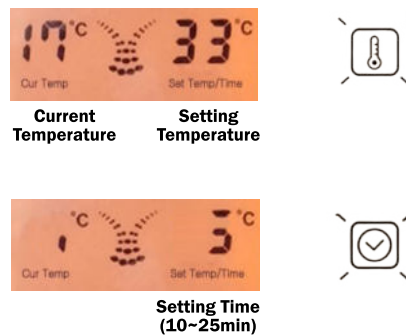 17°C 33°C
Cur Temp Set Temp/Time
Current Setting
Temperature Temperature
°C °C
Cur Temp Set Temp/Time
Setting Time
(10~25min)